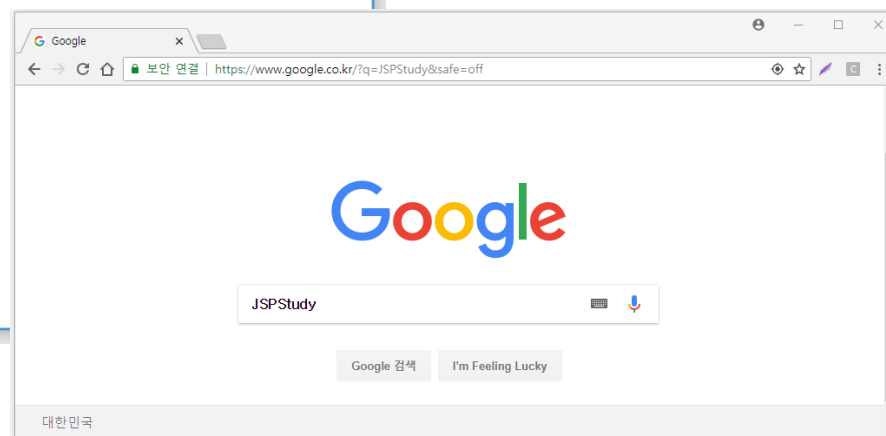 Google
보안 연결 | https://www.google.co.kr/?q=JSPStudy&safe=off
C
Google
JSPStudy
Google 검색 I'm Feeling Lucky
대한민국